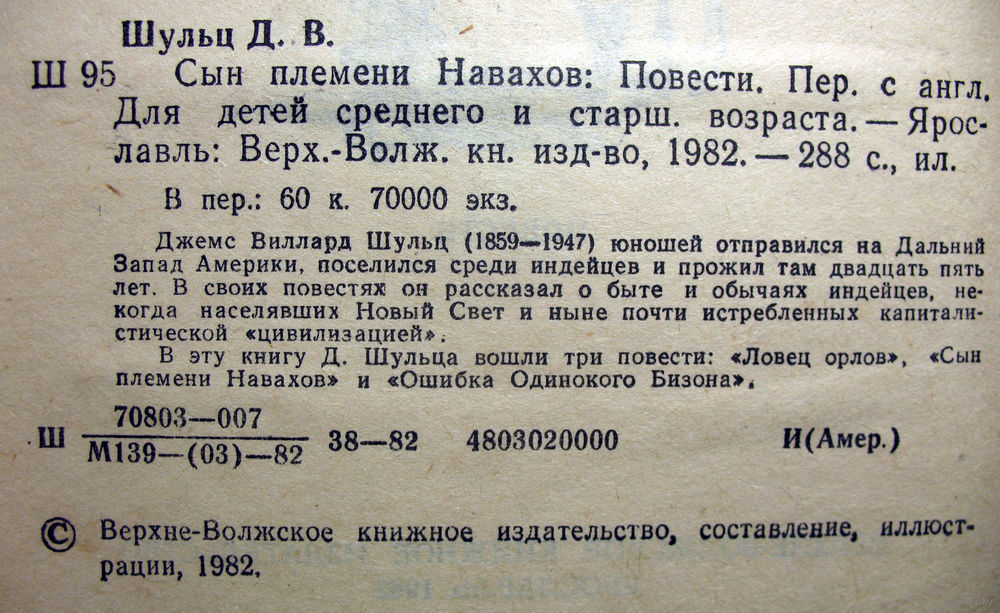 Шульц Д. В.
Ш 95 Сын племени Навахов: Повести. Пер. с англ.
Для детей среднего и старш. возраста. — Ярос-
лавль: Верх.-Волж. кн. изд-во, 1982. — 288 с., ил.
В пер.: 60 к. 70000 экз.
Джемс Виллард Шульц (1859—1947) юношей отправился на Дальний
Запад Америки, поселился среди индейцев и прожил там двадцать пять
лет. В своих повестях он рассказал о быте и обычаях индейцев, не-
когда населявших Новый Свет и ныне почти истребленных капитали-
стической «цивилизацией».
В эту книгу Д. Шульца вошли три повести: «Ловец орлов», «Сын
племени Навахов» и «Ошибка Одинокого Бизона».
70803—007
Ш М139—(03)—82 38—82 4803020000 И(Амер.)
© Верхне-Волжское книжное издательство, составление, иллюст-
рации, 1982.